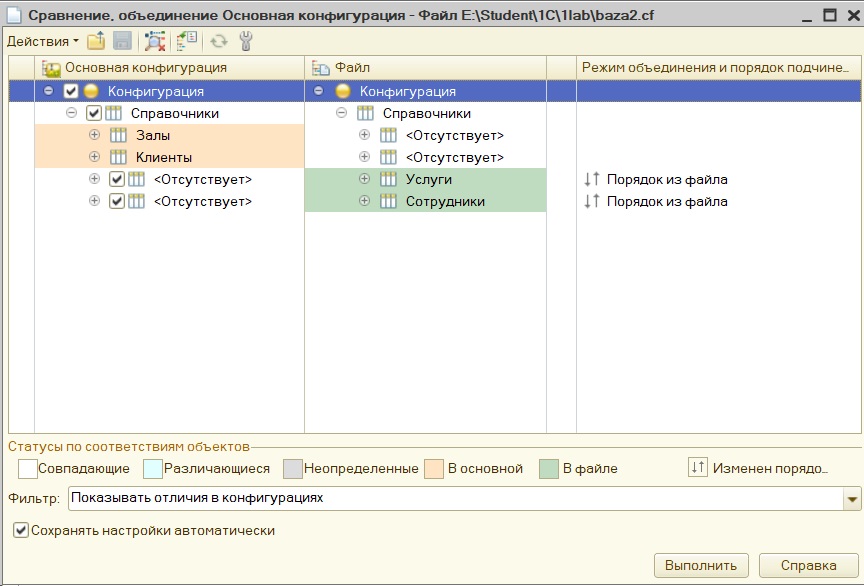 Сравнение, объединение Основная конфигурация - Файл E:\Student\1C\1lab\baza2.cf
Действия
Основная конфигурация Файл Режим объединения и порядок подчине...
Конфигурация Конфигурация
Справочники Справочники
Залы <Отсутствует>
Клиенты <Отсутствует>
<Отсутствует> Услуги Порядок из файла
<Отсутствует> Сотрудники Порядок из файла
Статусы по соответствиям объектов
Совпадающие Различающиеся Неопределенные В основной В файле Изменен порядо...
Фильтр: Показывать отличия в конфигурациях
Сохранять настройки автоматически
Выполнить Справка